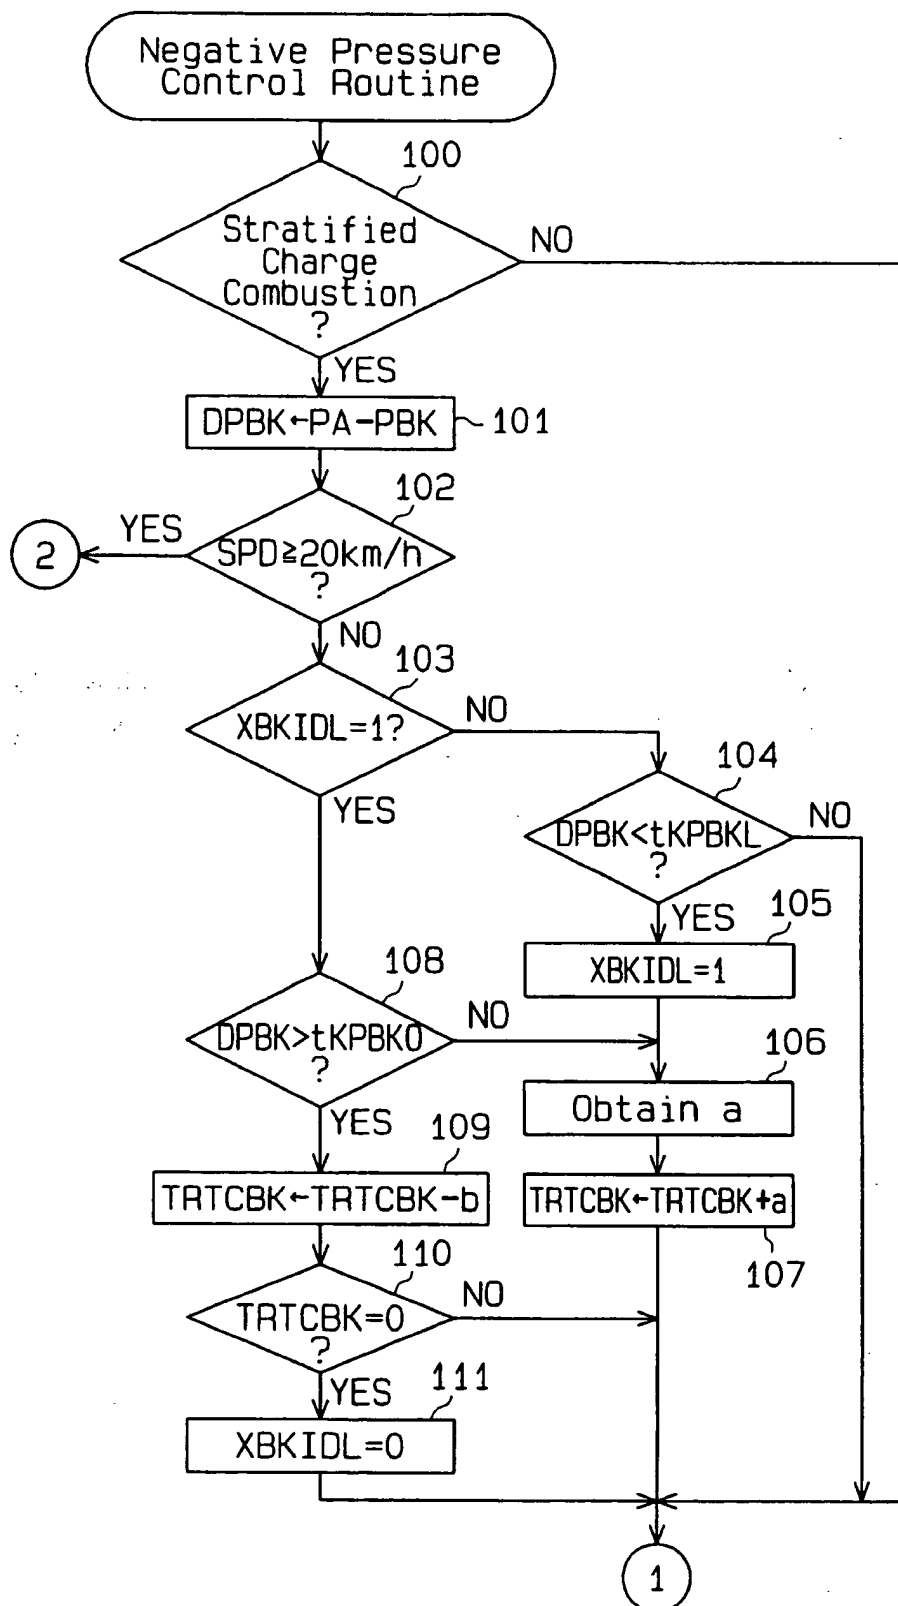 Negative Pressure
Control Routine
100
Stratified
Charge
Combustion
?
NO
YES
DPBK←PA-PBK
101
102
YES
2
SPD≧20km/h
?
NO
103
XBKIDL=1?
NO
104
YES
DPBK<tKPBKL
?
NO
YES
105
XBKIDL=1
108
DPBK>tKPBKO
?
NO
106
Obtain a
YES
109
TRTCBK←TRTCBK-b
TRTCBK←TRTCBK+a
107
110
TRTCBK=0
?
NO
YES
111
XBKIDL=0
1